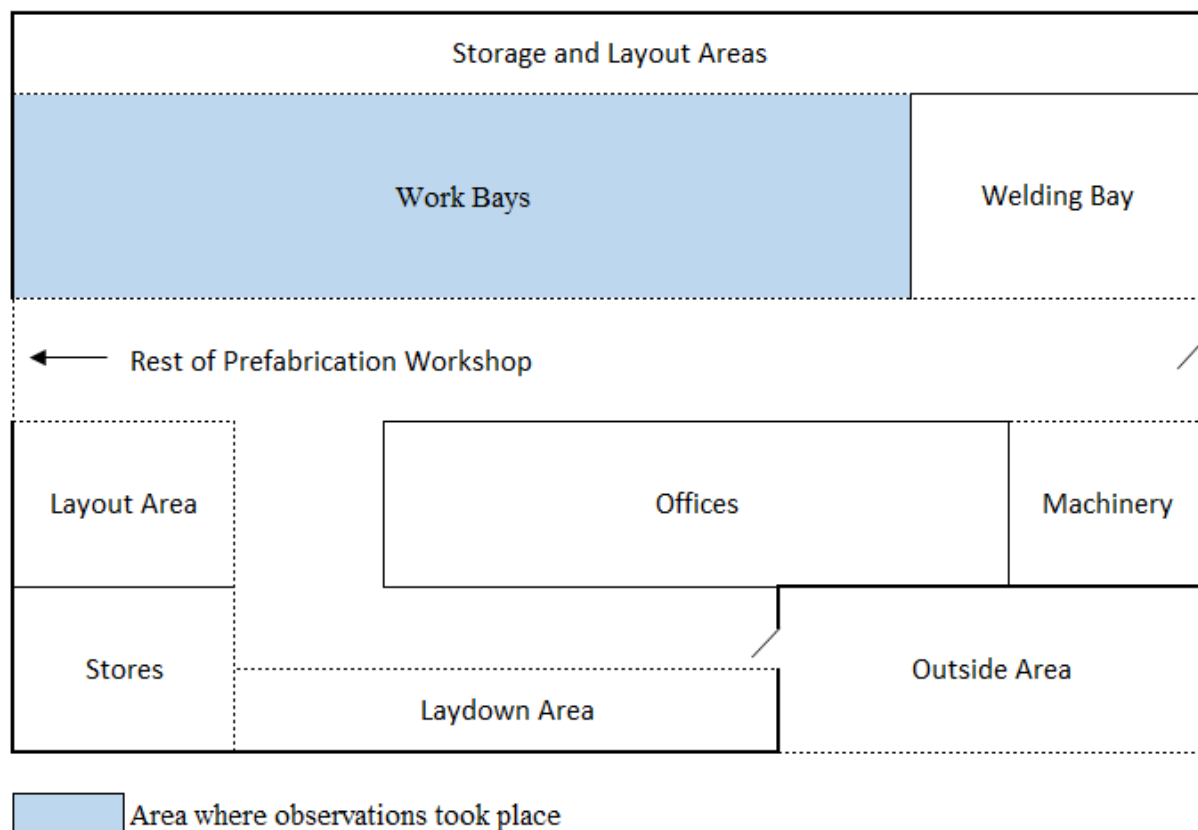 Storage and Layout Areas
Work Bays
Welding Bay
Rest of Prefabrication Workshop
Layout Area
Offices
Machinery
Stores
Outside Area
Laydown Area
Area where observations took place